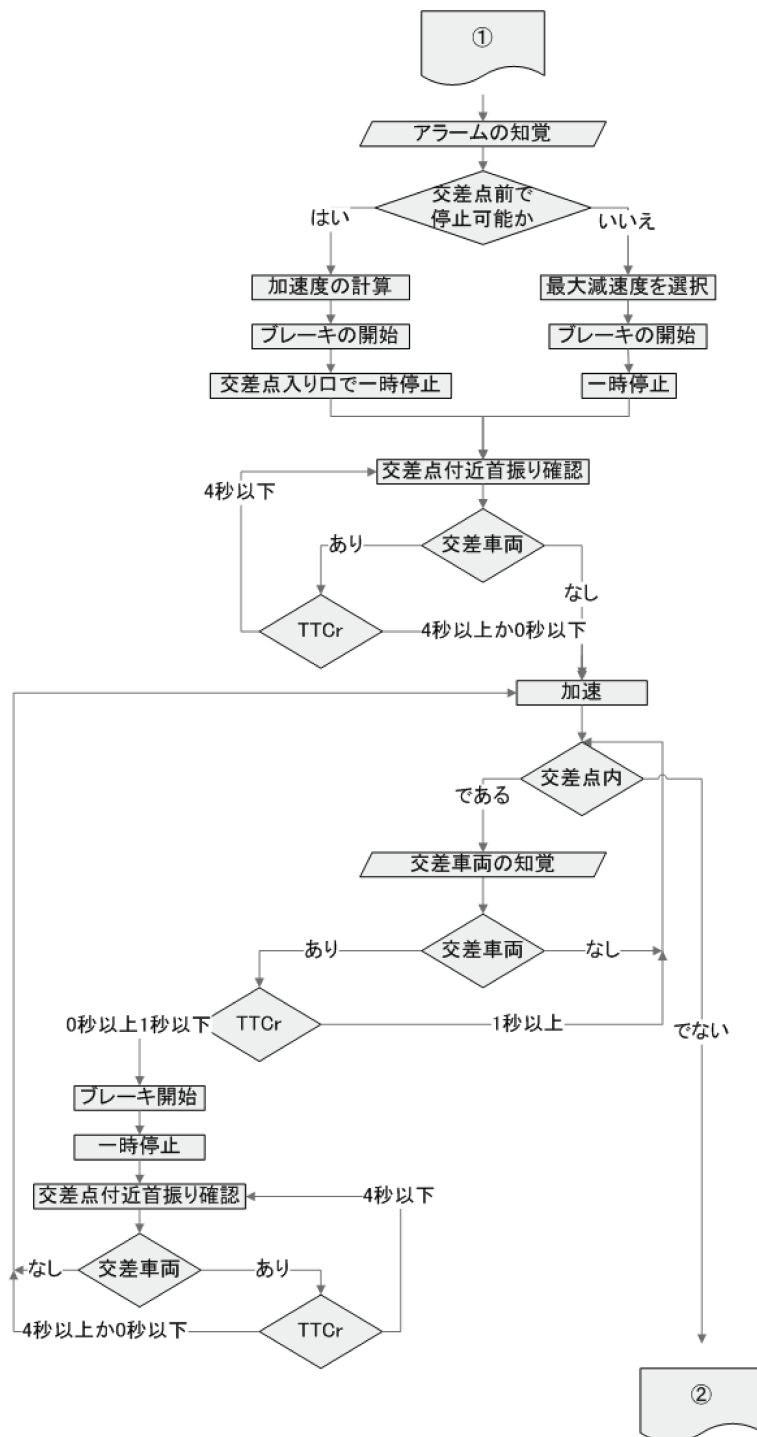 ①
アラームの知覚
交差点前で
停止可能か
はい
いいえ
加速度の計算
最大減速度を選択
ブレーキの開始
ブレーキの開始
交差点入り口で一時停止
一時停止
交差点付近首振り確認
4秒以下
交差車両
あり
なし
TTCr
4秒以上か0秒以下
加速
交差点内
である
交差車両の知覚
交差車両
あり
なし
TTCr
0秒以上1秒以下
1秒以上
でない
ブレーキ開始
一時停止
交差点付近首振り確認
4秒以下
交差車両
なし
あり
TTCr
4秒以上か0秒以下
②